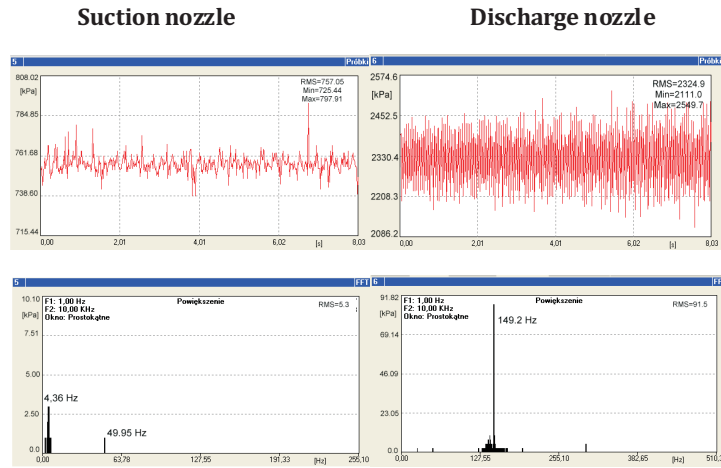 Suction nozzle
Discharge nozzle
5 Próbki
808.02
[kPa]
784.85
761.68
738.60
715.44
RMS=757.05
Min=725.44
Max=797.91
0,00 2,01 4,01 6,02 [s] 8,03
6 Próbki
2574.6
[kPa]
2452.5
2330.4
2208.3
2086.2
RMS=2324.9
Min=2111.0
Max=2549.7
0,00 2,01 4,01 6,02 [s] 8,03
5 FFT
10.10
[kPa]
7.51
5.00
2.50
0.0
F1: 1,00 Hz
F2: 10,00 KHz
Okno: Prostokątne
Powiększenie
RMS=5.3
4,36 Hz
49.95 Hz
0,00 63,78 127,55 191,33 [Hz] 255,10
6
91.82
[kPa]
69.14
46.09
23.05
0.0
F1: 1,00 Hz
F2: 10,00 KHz
Okno: Prostokątne
Powiększenie
RMS=91.5
149.2 Hz
0,00 127,55 255,10 382,65 [Hz]